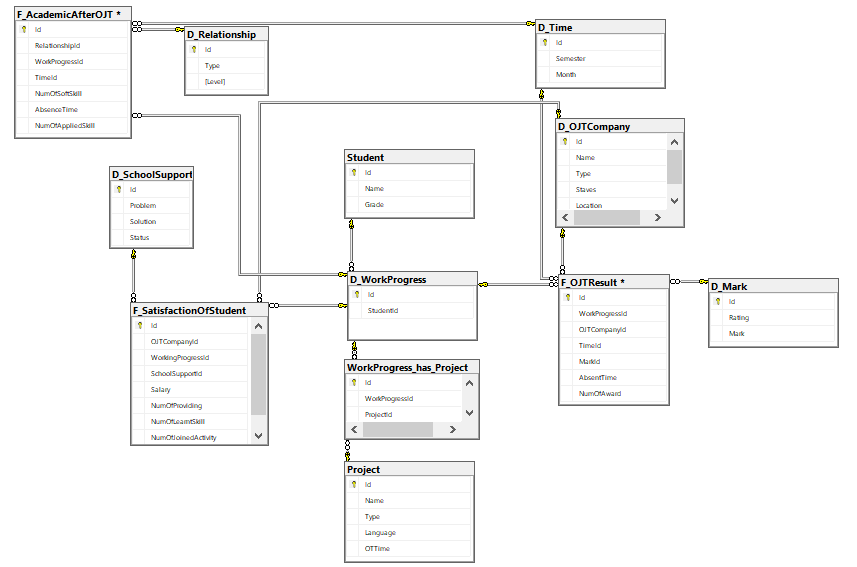 F_AcademicAfterOJT *
Id
RelationshipId
WorkProgressId
TimeId
NumOfSoftSkill
AbsenceTime
NumOfAppliedSkill
D_Relationship
Id
Type
[Level]
D_Time
Id
Semester
Month
D_OJTCompany
Id
Name
Type
Staves
Location
Student
Id
Name
Grade
D_SchoolSupport
Id
Problem
Solution
Status
D_WorkProgress
Id
StudentId
F_OJTResult *
Id
WorkProgressId
OJTCompanyId
TimeId
MarkId
AbsentTime
NumOfAward
D_Mark
Id
Rating
Mark
F_SatisfactionOfStudent
Id
OJTCompanyId
WorkingProgressId
SchoolSupportId
Salary
NumOfProviding
NumOfLearntSkill
NumOfJoinedActivity
WorkProgress_has_Project
Id
WorkProgressId
ProjectId
Project
Id
Name
Type
Language
OTTime